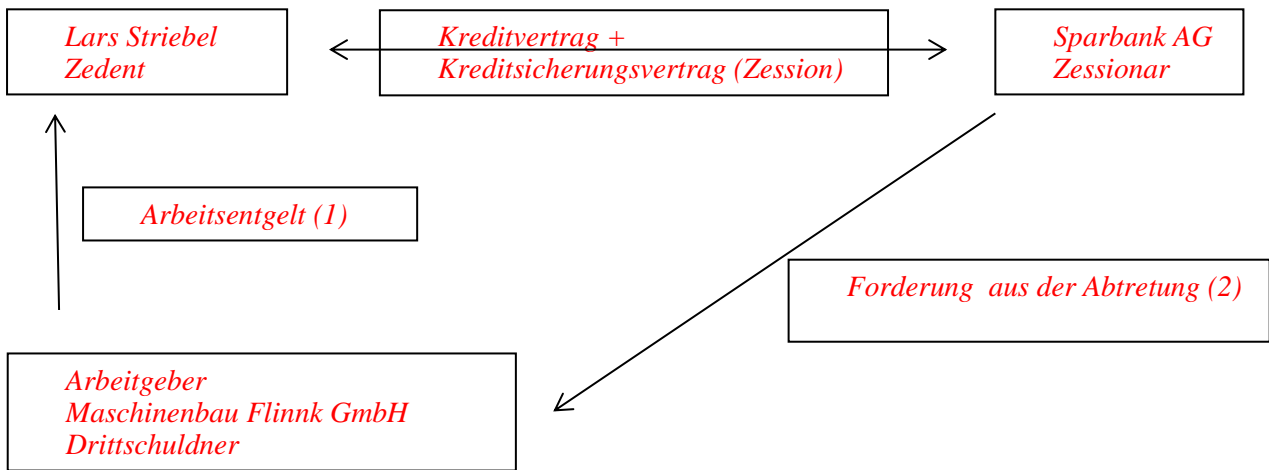 Lars Striebel
Zedent
Kreditvertrag +
Kreditsicherungsvertrag (Zession)
Sparbank AG
Zessionar
Arbeitsentgelt (1)
Forderung aus der Abtretung (2)
Arbeitgeber
Maschinenbau Flinnk GmbH
Drittschuldner